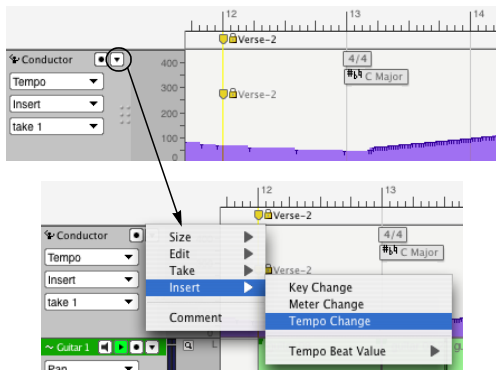 12 13 14
Verse-2
Conductor
400
4/4
Tempo
C Major
300
Verse-2
Insert
200
take 1
100
0
12 13
Verse-2
Conductor
Size
4/4
Edit
C Major
Tempo
Take
Verse-2
Insert
Insert
Key Change
take 1
Meter Change
Comment
Tempo Change
Guitar 1
L
Tempo Beat Value
Pan